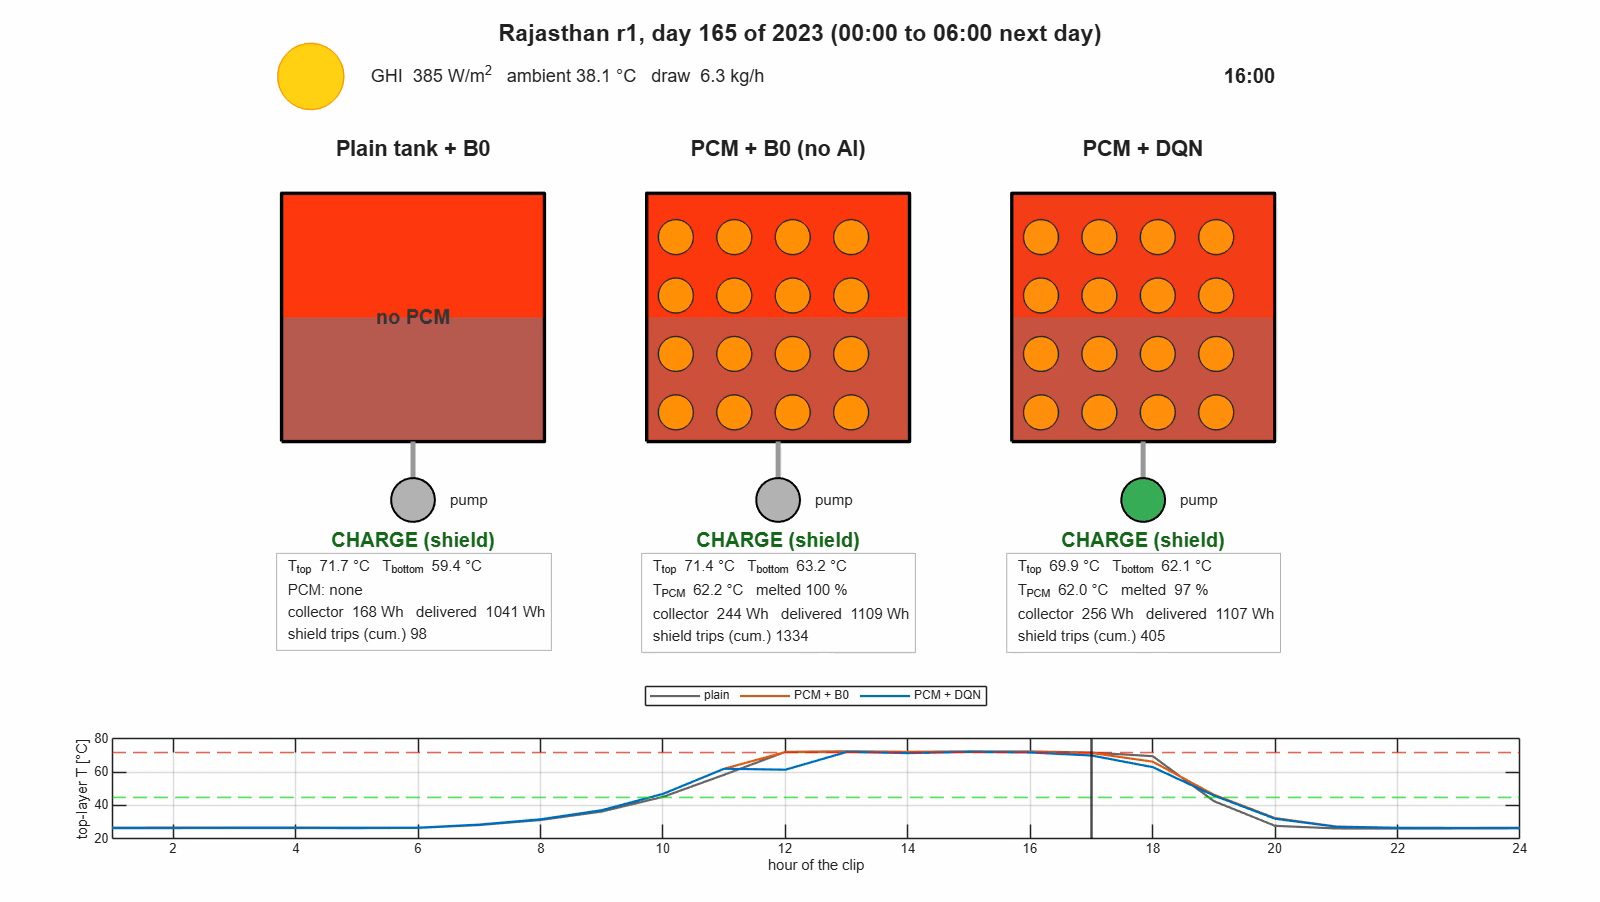 Rajasthan r1, day 165 of 2023 (00:00 to 06:00 next day)
GHI 385 W/m² ambient 38.1 °C draw 6.3 kg/h
16:00
Plain tank + B0
PCM + B0 (no AI)
PCM + DQN
no PCM
pump
pump
pump
CHARGE (shield)
CHARGE (shield)
CHARGE (shield)
Ttop 71.7 °C Tbottom 59.4 °C
PCM: none
collector 168 Wh delivered 1041 Wh
shield trips (cum.) 98
Ttop 71.4 °C Tbottom 63.2 °C
TPCM 62.2 °C melted 100 %
collector 244 Wh delivered 1109 Wh
shield trips (cum.) 1334
Ttop 69.9 °C Tbottom 62.1 °C
TPCM 62.0 °C melted 97 %
collector 256 Wh delivered 1107 Wh
shield trips (cum.) 405
plain PCM + B0 PCM + DQN
top-layer T [°C]
80
60
40
20
2 4 6 8 10 12 14 16 18 20 22 24
hour of the clip